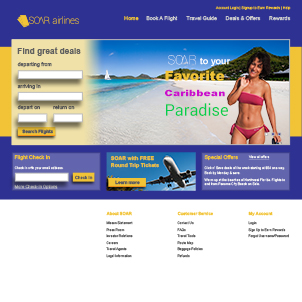 Account Login | Signup to Earn Rewards | Help
SOAR airlines
Home Book A Flight Travel Guide Deals & Offers Rewards
Find great deals
departing from
arriving in
depart on return on
Search Flights
SOAR to your
Favorite
Caribbean
Paradise
Flight Check In
Check in with your email address
Check In
More Check-In Options
SOAR with FREE
Round Trip Tickets
Learn more
Special Offers View all offers
About SOAR
Mission Statement
Press Room
Investor Relations
Careers
Travel Agents
Legal Information
Customer Service
Contact Us
FAQs
Travel Tools
Route Map
Baggage Policies
Refunds
My Account
Login
Sign Up to Earn Rewards
Forgot Username/Password